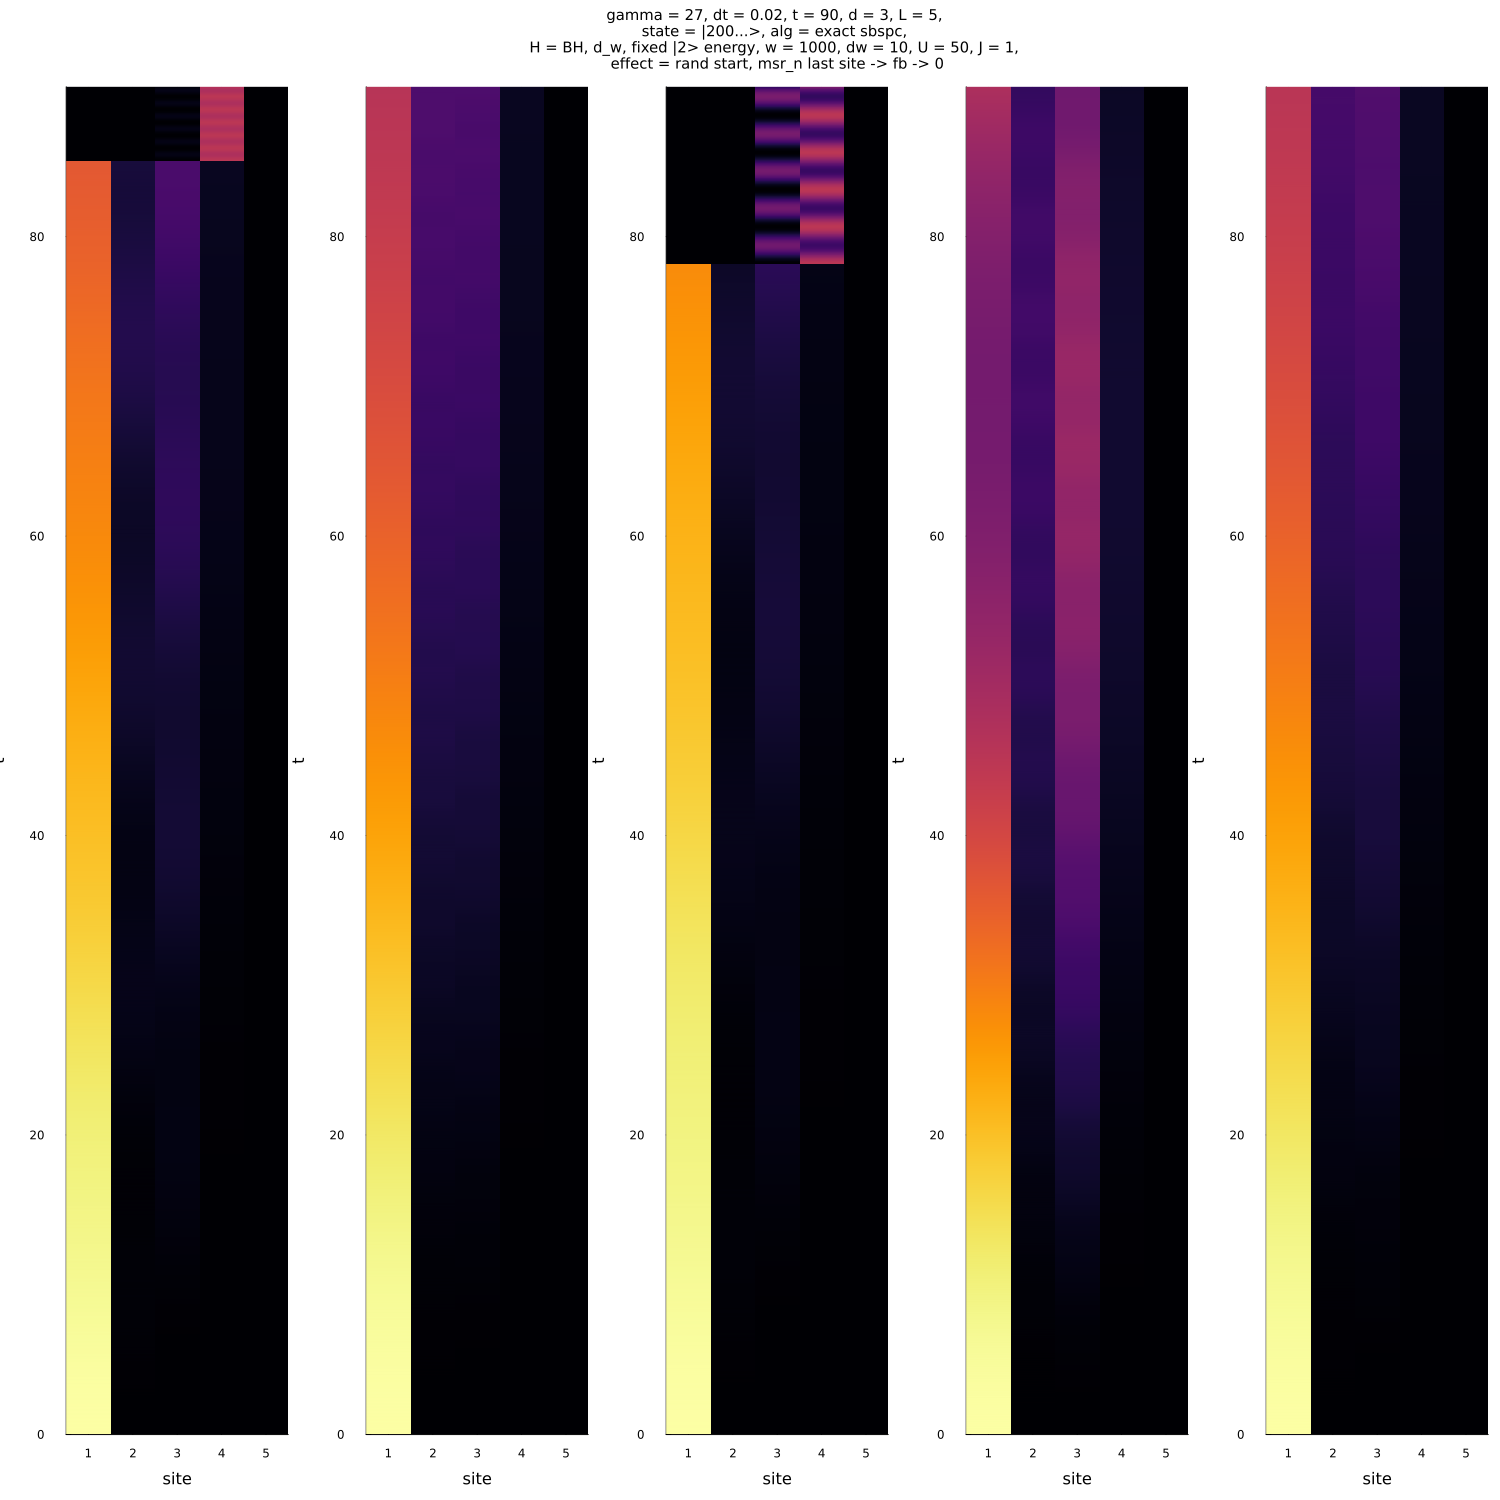 gamma = 27, dt = 0.02, t = 90, d = 3, L = 5,
state = |200...>, alg = exact sbspc,
H = BH, d_w, fixed |2> energy, w = 1000, dw = 10, U = 50, J = 1,
effect = rand start, msr_n last site -> fb -> 0
80 80 80 80 80
60 60 60 60 60
t t t t t
40 40 40 40 40
20 20 20 20 20
0 0 0 0 0
1 2 3 4 5 1 2 3 4 5 1 2 3 4 5 1 2 3 4 5 1 2 3 4 5
site site site site site